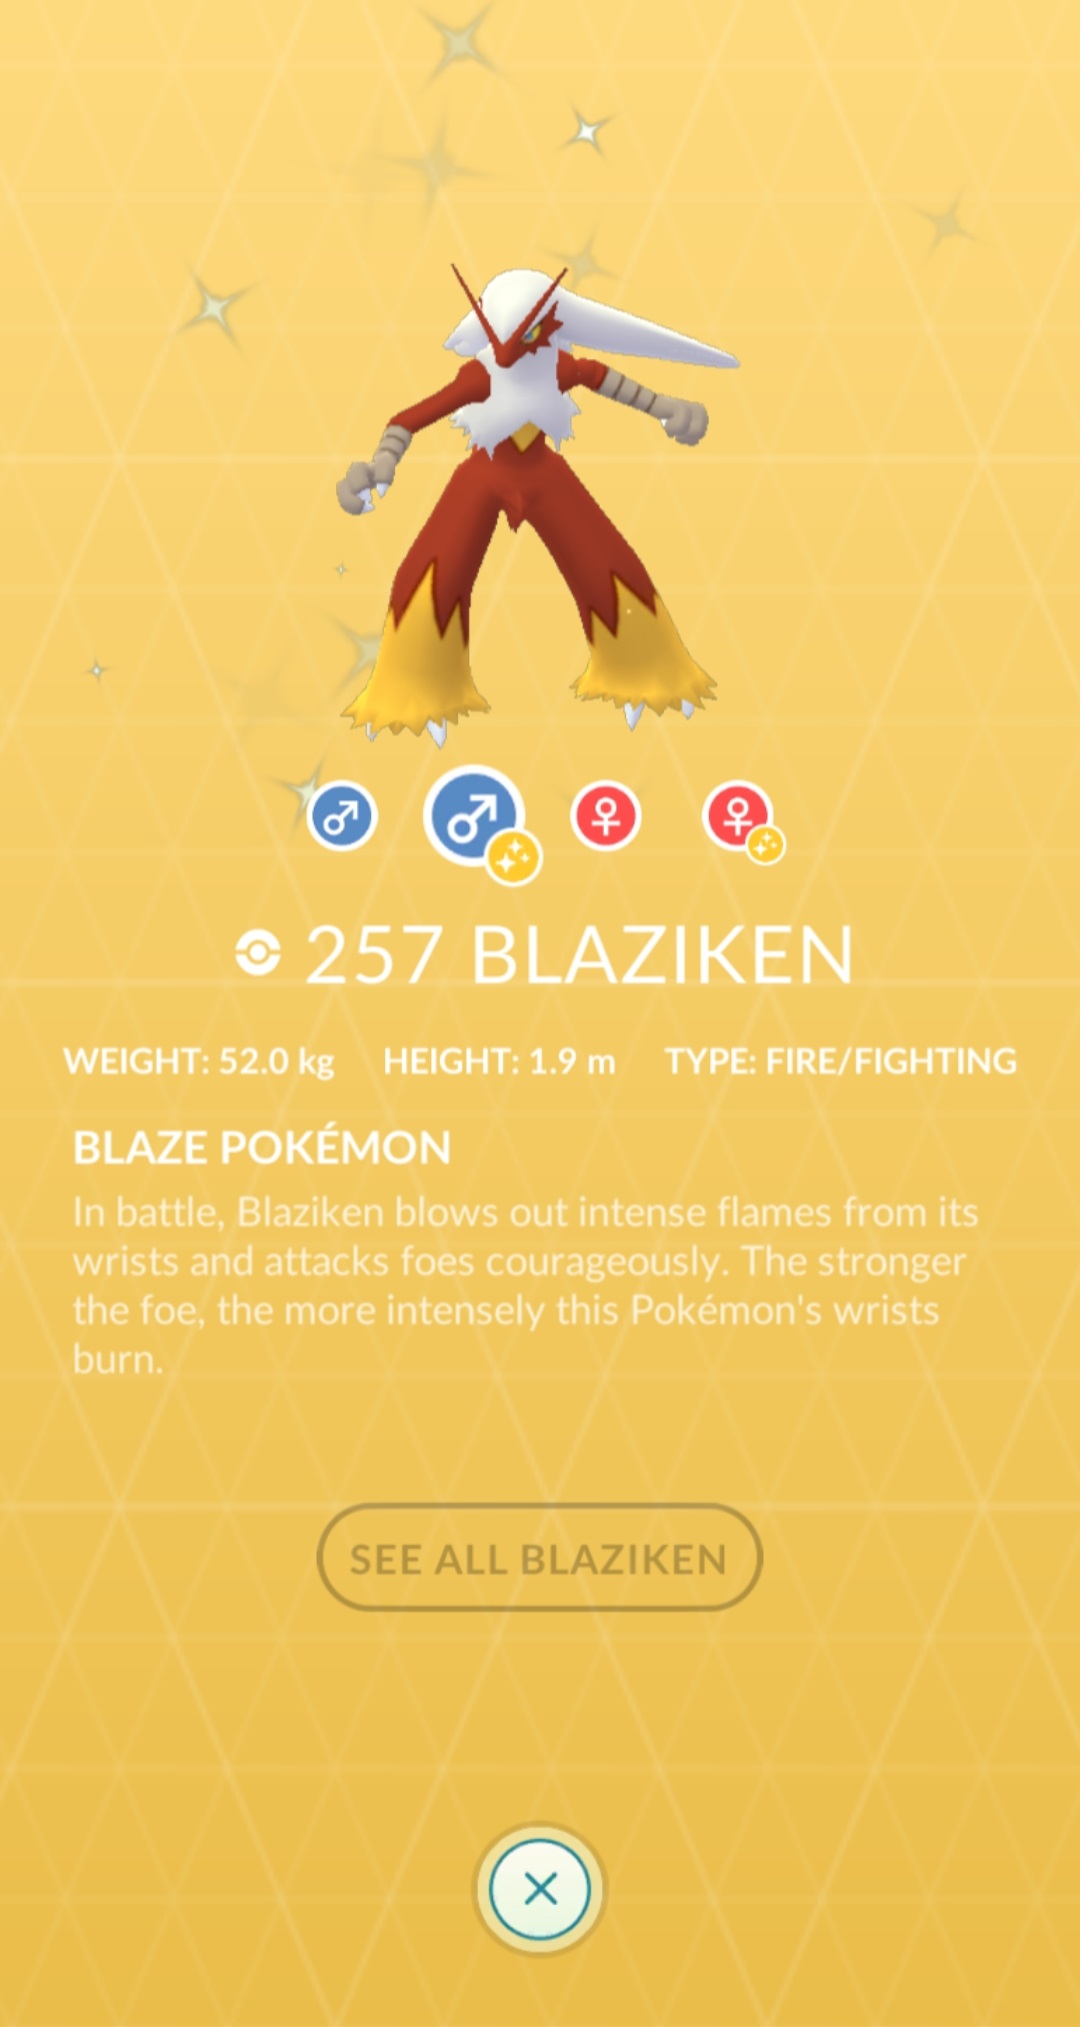 257 BLAZIKEN
WEIGHT: 52.0 kg HEIGHT: 1.9 m TYPE: FIRE/FIGHTING
BLAZE POKÉMON
In battle, Blaziken blows out intense flames from its
wrists and attacks foes courageously. The stronger
the foe, the more intensely this Pokémon's wrists
burn.
SEE ALL BLAZIKEN